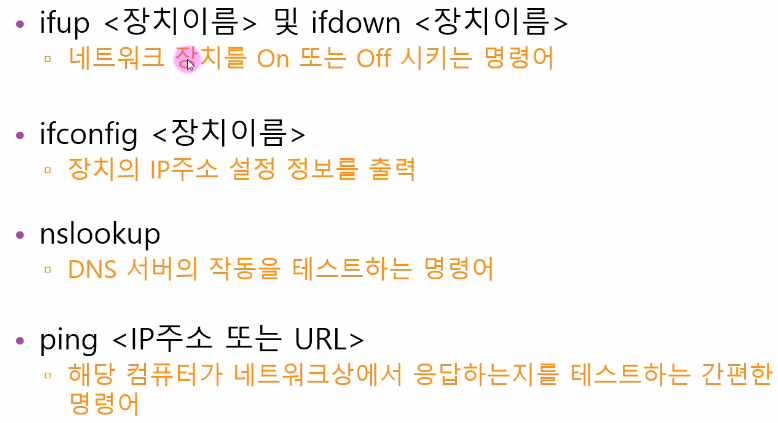 • ifup <장치이름> 및 ifdown <장치이름>
▫ 네트워크 장치를 On 또는 Off 시키는 명령어
• ifconfig <장치이름>
▫ 장치의 IP주소 설정 정보를 출력
• nslookup
▫ DNS 서버의 작동을 테스트하는 명령어
• ping <IP주소 또는 URL>
▫ 해당 컴퓨터가 네트워크상에서 응답하는지를 테스트하는 간편한
명령어